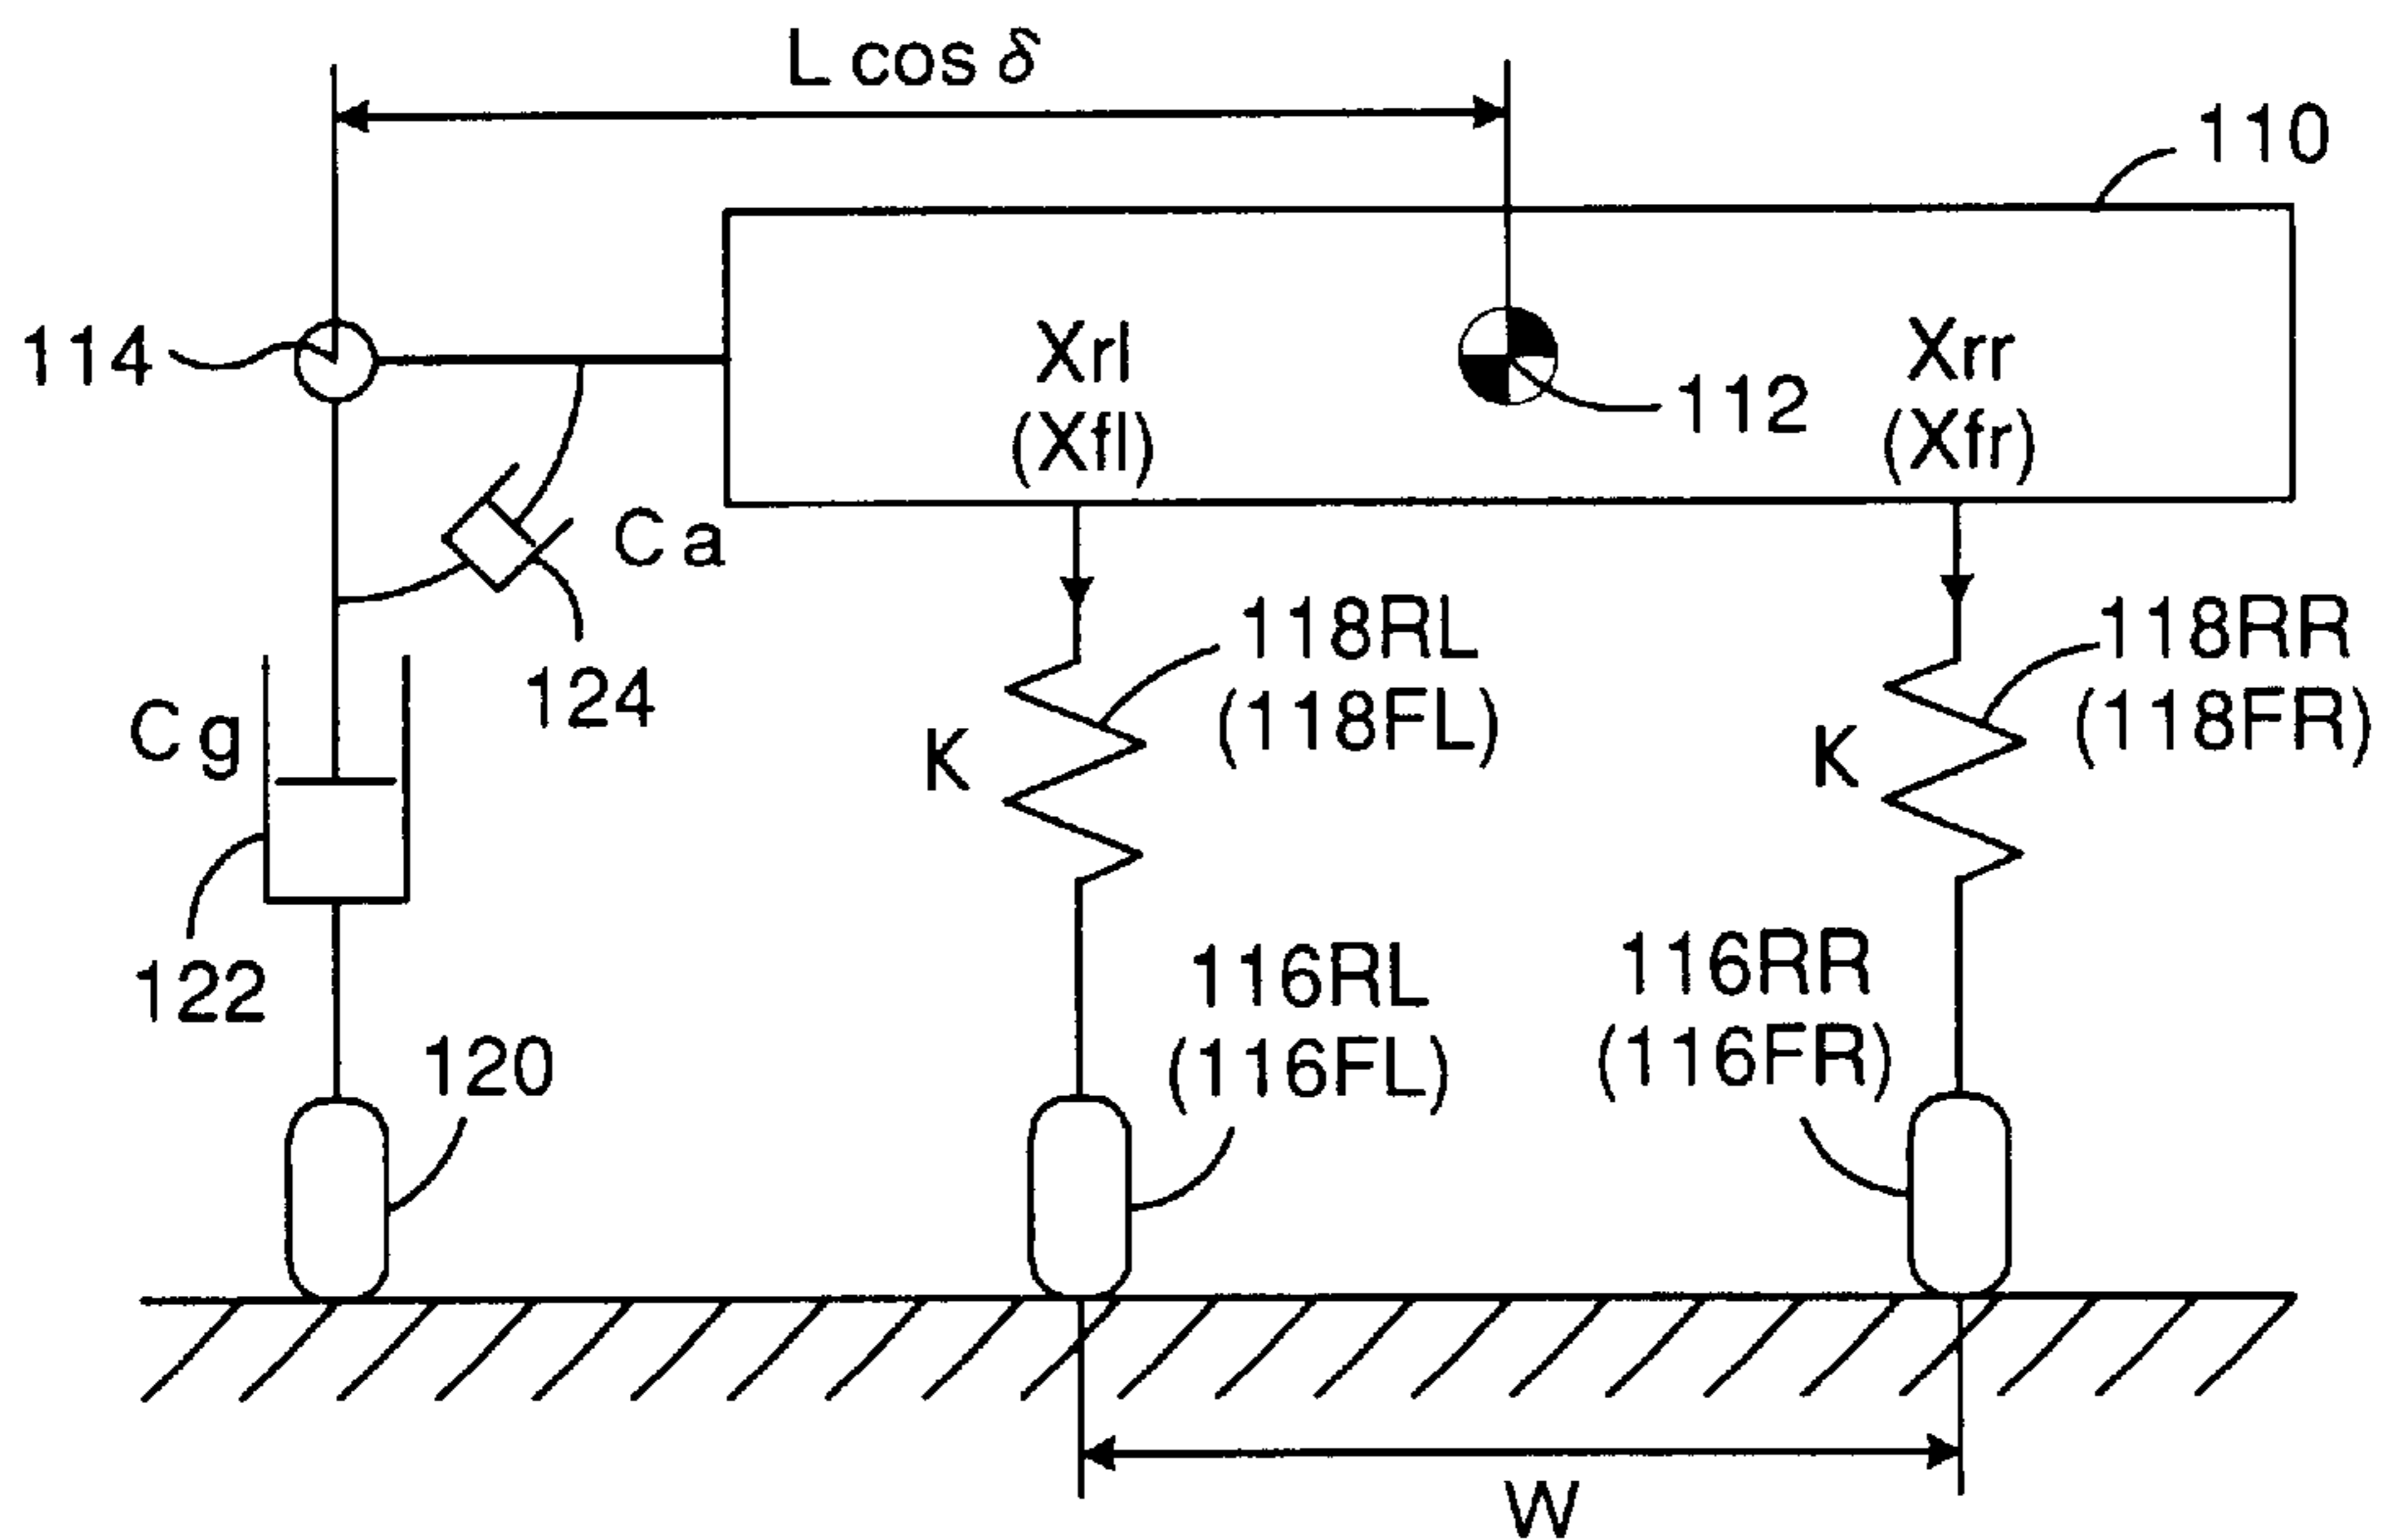 L cos δ
110
114
Xrl
(Xfl)
Xrr
(Xfr)
112
Ca
118RL
(118FL)
118RR
(118FR)
124
Cg
K
K
116RL
(116FL)
116RR
(116FR)
122
120
W